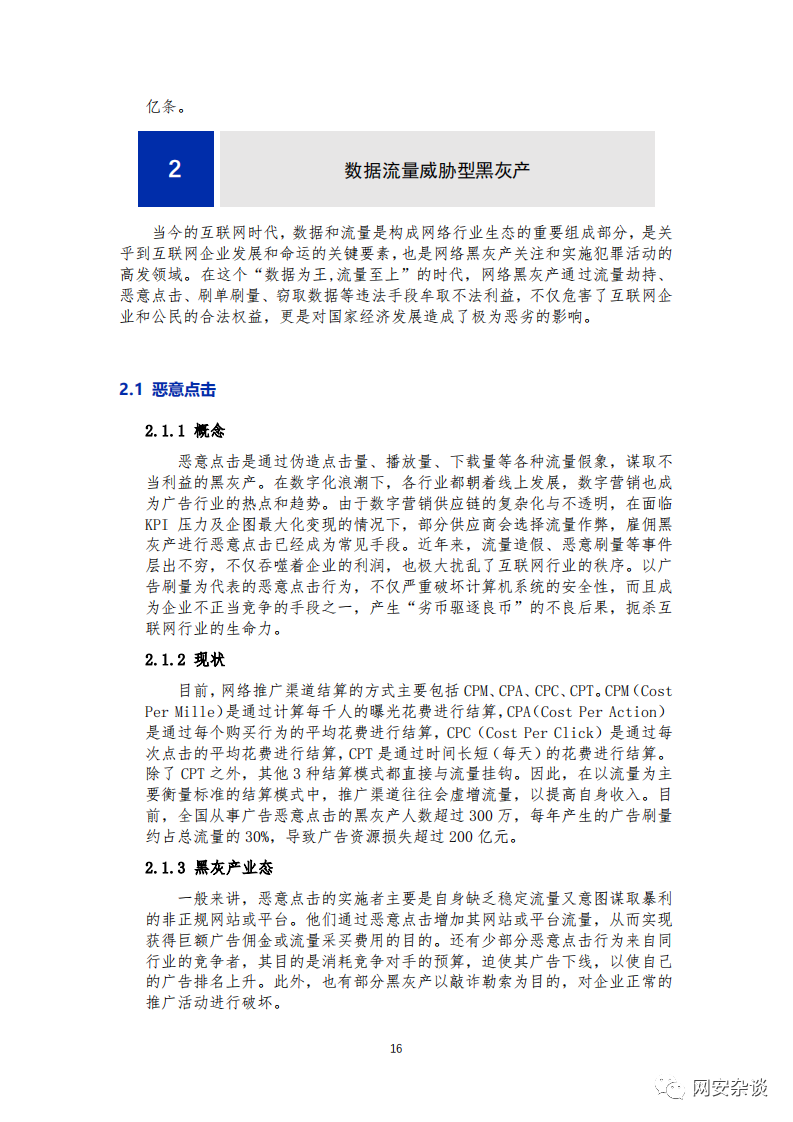 亿条。
2
数据流量威胁型黑灰产
当今的互联网时代，数据和流量是构成网络行业生态的重要组成部分，是关
乎到互联网企业发展和命运的关键要素，也是网络黑灰产关注和实施犯罪活动的
高发领域。在这个“数据为王,流量至上”的时代，网络黑灰产通过流量劫持、
恶意点击、刷单刷量、窃取数据等违法手段牟取不法利益，不仅危害了互联网企
业和公民的合法权益，更是对国家经济发展造成了极为恶劣的影响。
2.1 恶意点击
2.1.1 概念
恶意点击是通过伪造点击量、播放量、下载量等各种流量假象，谋取不
当利益的黑灰产。在数字化浪潮下，各行业都朝着线上发展，数字营销也成
为广告行业的热点和趋势。由于数字营销供应链的复杂化与不透明，在面临
KPI 压力及企图最大化变现的情况下，部分供应商会选择流量作弊，雇佣黑
灰产进行恶意点击已经成为常见手段。近年来，流量造假、恶意刷量等事件
层出不穷，不仅吞噬着企业的利润，也极大扰乱了互联网行业的秩序。以广
告刷量为代表的恶意点击行为，不仅严重破坏计算机系统的安全性，而且成
为企业不正当竞争的手段之一，产生“劣币驱逐良币”的不良后果，扼杀互
联网行业的生命力。
2.1.2 现状
目前，网络推广渠道结算的方式主要包括 CPM、CPA、CPC、CPT。CPM（Cost
Per Mille）是通过计算每千人的曝光花费进行结算，CPA（Cost Per Action）
是通过每个购买行为的平均花费进行结算，CPC（Cost Per Click）是通过每
次点击的平均花费进行结算，CPT 是通过时间长短（每天）的花费进行结算。
除了 CPT 之外，其他 3 种结算模式都直接与流量挂钩。因此，在以流量为主
要衡量标准的结算模式中，推广渠道往往会虚增流量，以提高自身收入。目
前，全国从事广告恶意点击的黑灰产人数超过 300 万，每年产生的广告刷量
约占总流量的 30%，导致广告资源损失超过 200 亿元。
2.1.3 黑灰产业态
一般来讲，恶意点击的实施者主要是自身缺乏稳定流量又意图谋取暴利
的非正规网站或平台。他们通过恶意点击增加其网站或平台流量，从而实现
获得巨额广告佣金或流量采买费用的目的。还有少部分恶意点击行为来自同
行业的竞争者，其目的是消耗竞争对手的预算，迫使其广告下线，以使自己
的广告排名上升。此外，也有部分黑灰产以敲诈勒索为目的，对企业正常的
推广活动进行破坏。
16
网安杂谈